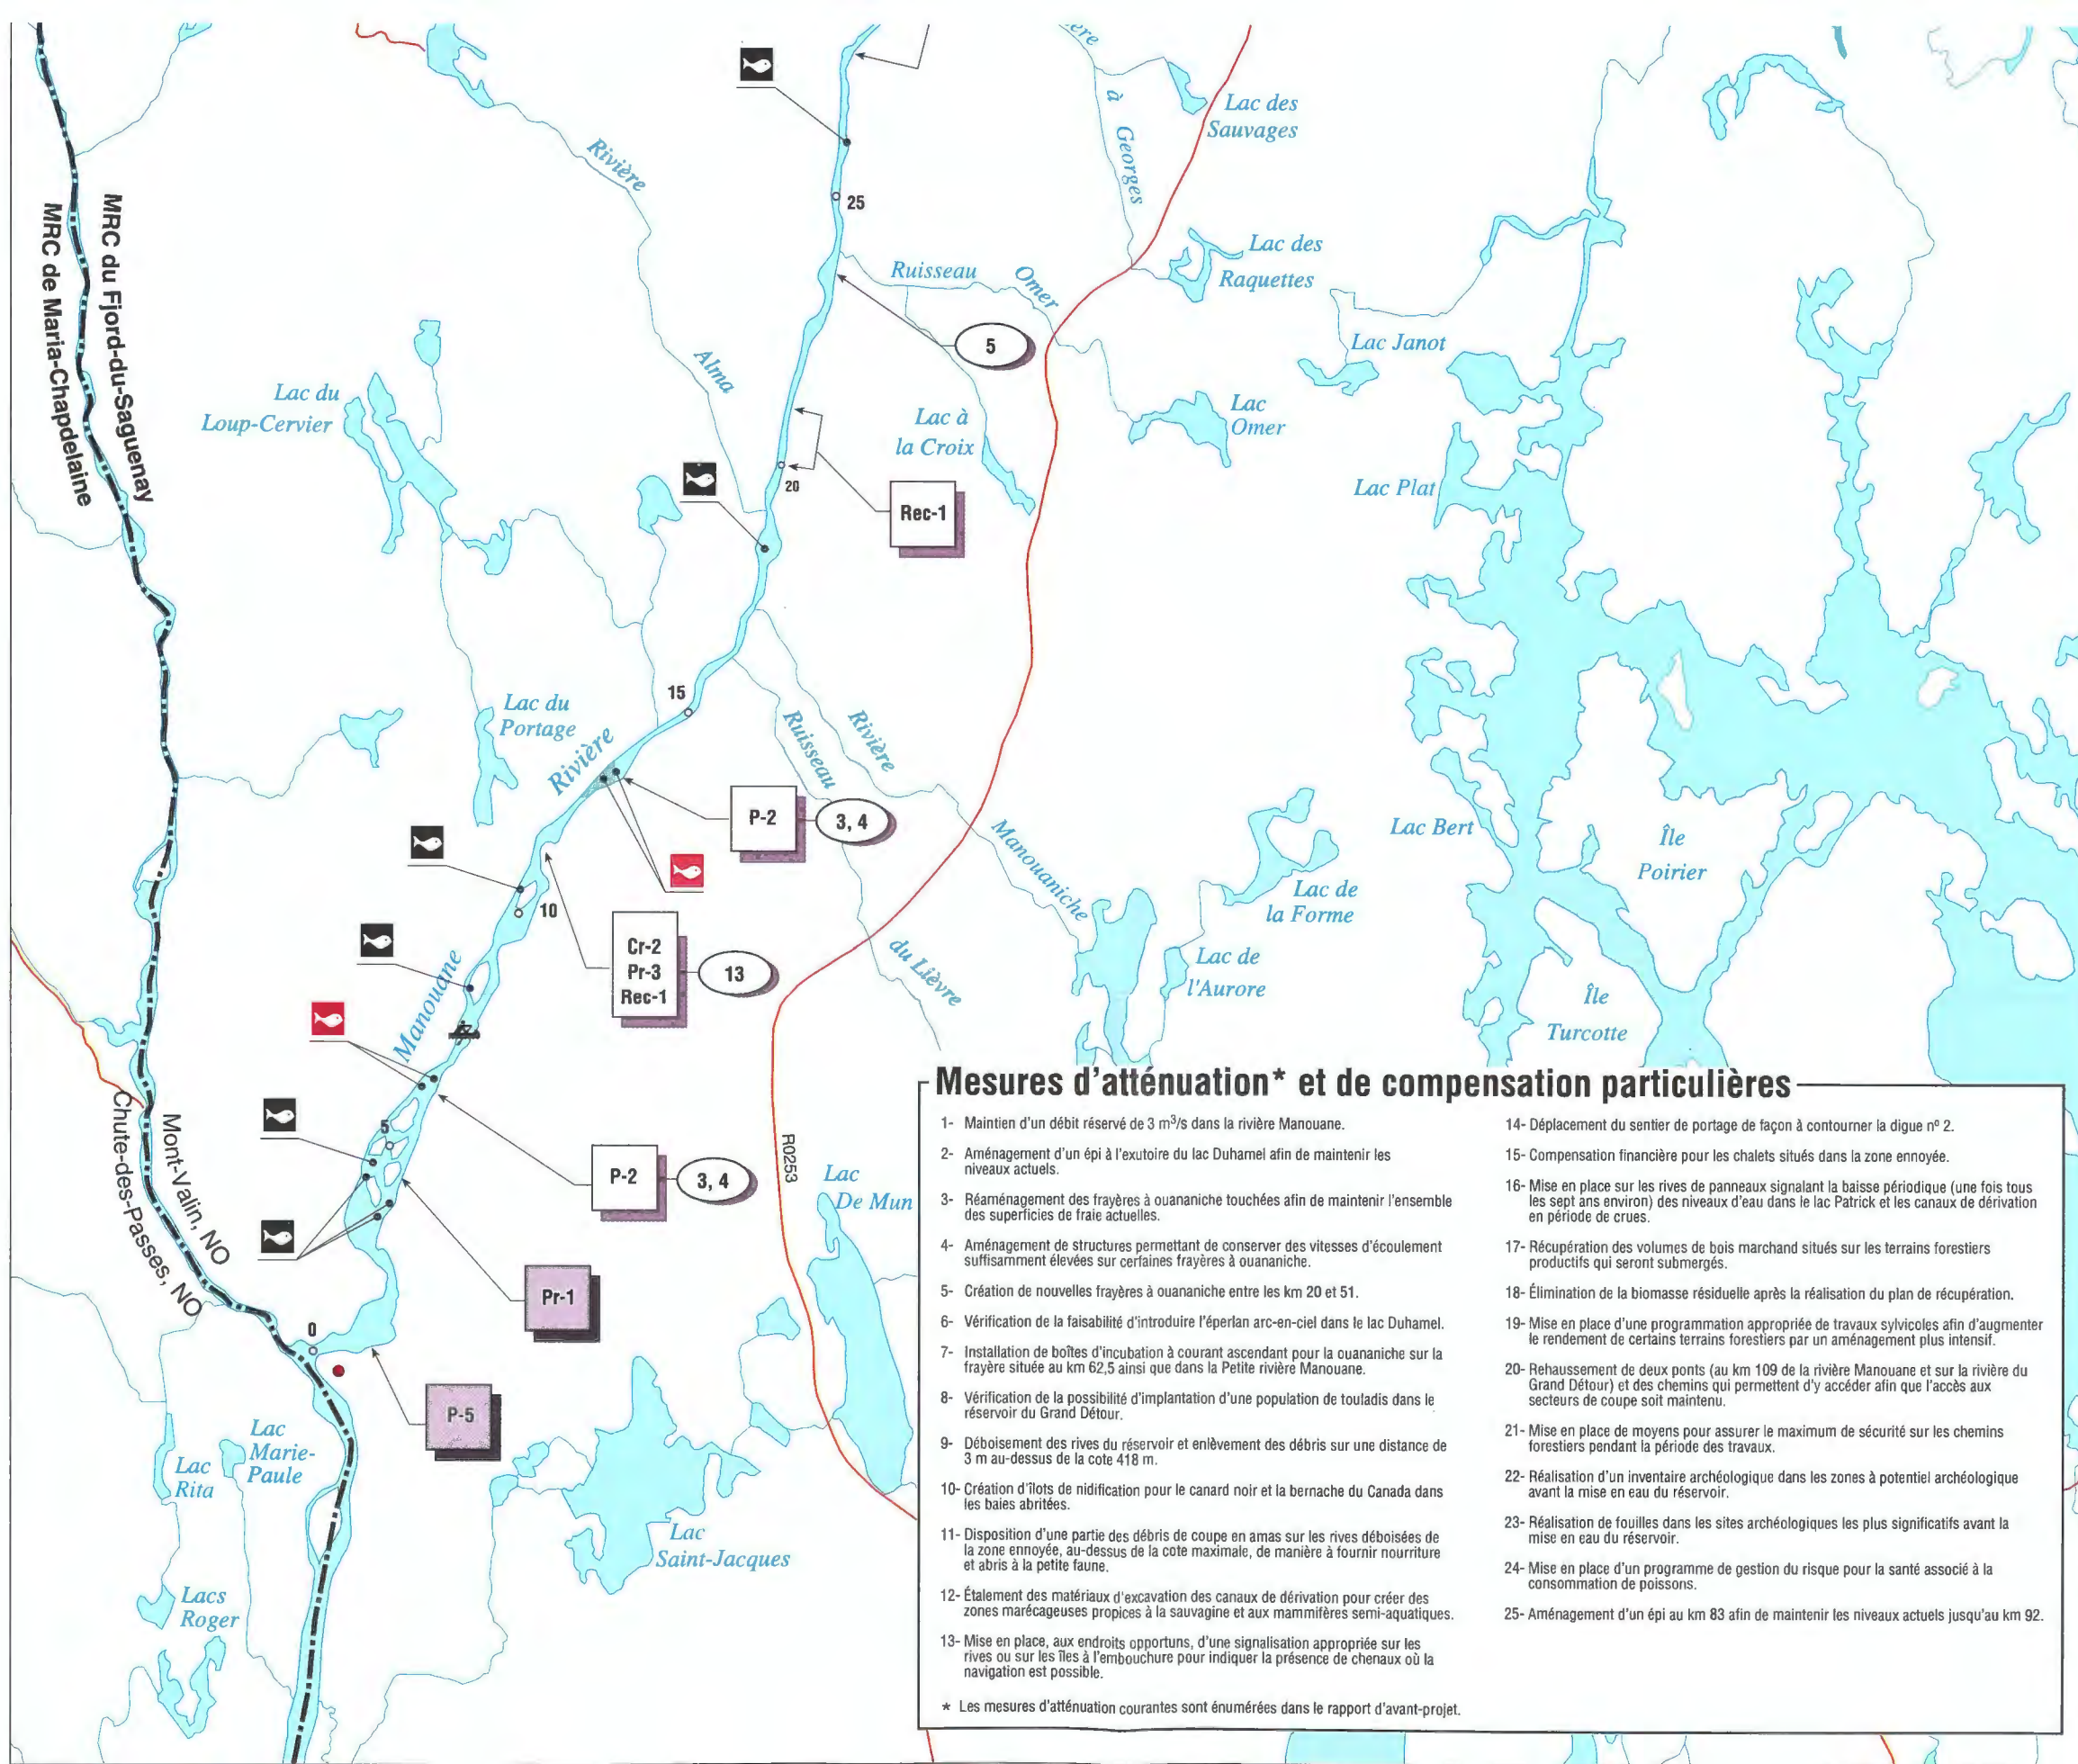 ère
à
Georges
Lac des
Sauvages
Rivière
Alma
25
Ruisseau
Omer
Lac des
Raquettes
MRC du Fjord-du-Saguenay
MRC de Maria-Chapdelaine
5
Lac Janot
Lac du
Loup-Cervier
Lac à
la Croix
Lac
Omer
20
Rec-1
Lac Plat
15
Lac du
Portage
Rivière
Ruisseau
Rivière
P-2
3, 4
Manouaniche
Lac Bert
Île
Poirier
10
Lac de
la Forme
Cr-2
Pr-3
Rec-1
13
du Lièvre
Lac de
l'Aurore
Manouane
Île
Turcotte
5
P-2
3, 4
R0253
Lac
De Mun
Mont-Valin, NO
Chute-des-Passes, NO
Pr-1
0
P-5
Lac
Marie-
Paule
Lac
Rita
Lac
Saint-Jacques
Lacs
Roger
Mesures d'atténuation* et de compensation particulières
1- Maintien d'un débit réservé de 3 m³/s dans la rivière Manouane.
2- Aménagement d'un épi à l'exutoire du lac Duhamel afin de maintenir les
niveaux actuels.
3- Réaménagement des frayères à ouananiche touchées afin de maintenir l'ensemble
des superficies de fraie actuelles.
4- Aménagement de structures permettant de conserver des vitesses d'écoulement
suffisamment élevées sur certaines frayères à ouananiche.
5- Création de nouvelles frayères à ouananiche entre les km 20 et 51.
6- Vérification de la faisabilité d'introduire l'éperlan arc-en-ciel dans le lac Duhamel.
7- Installation de boîtes d'incubation à courant ascendant pour la ouananiche sur la
frayère située au km 62,5 ainsi que dans la Petite rivière Manouane.
8- Vérification de la possibilité d'implantation d'une population de touladis dans le
réservoir du Grand Détour.
9- Déboisement des rives du réservoir et enlèvement des débris sur une distance de
3 m au-dessus de la cote 418 m.
10- Création d'îlots de nidification pour le canard noir et la bernache du Canada dans
les baies abritées.
11- Disposition d'une partie des débris de coupe en amas sur les rives déboisées de
la zone ennoyée, au-dessus de la cote maximale, de manière à fournir nourriture
et abris à la petite faune.
12- Étalement des matériaux d'excavation des canaux de dérivation pour créer des
zones marécageuses propices à la sauvagine et aux mammifères semi-aquatiques.
13- Mise en place, aux endroits opportuns, d'une signalisation appropriée sur les
rives ou sur les îles à l'embouchure pour indiquer la présence de chenaux où la
navigation est possible.
14- Déplacement du sentier de portage de façon à contourner la digue nº 2.
15- Compensation financière pour les chalets situés dans la zone ennoyée.
16- Mise en place sur les rives de panneaux signalant la baisse périodique (une fois tous
les sept ans environ) des niveaux d'eau dans le lac Patrick et les canaux de dérivation
en période de crues.
17- Récupération des volumes de bois marchand situés sur les terrains forestiers
productifs qui seront submergés.
18- Élimination de la biomasse résiduelle après la réalisation du plan de récupération.
19- Mise en place d'une programmation appropriée de travaux sylvicoles afin d'augmenter
le rendement de certains terrains forestiers par un aménagement plus intensif.
20- Rehaussement de deux ponts (au km 109 de la rivière Manouane et sur la rivière du
Grand Détour) et des chemins qui permettent d'y accéder afin que l'accès aux
secteurs de coupe soit maintenu.
21- Mise en place de moyens pour assurer le maximum de sécurité sur les chemins
forestiers pendant la période des travaux.
22- Réalisation d'un inventaire archéologique dans les zones à potentiel archéologique
avant la mise en eau du réservoir.
23- Réalisation de fouilles dans les sites archéologiques les plus significatifs avant la
mise en eau du réservoir.
24- Mise en place d'un programme de gestion du risque pour la santé associé à la
consommation de poissons.
25- Aménagement d'un épi au km 83 afin de maintenir les niveaux actuels jusqu'au km 92.
* Les mesures d'atténuation courantes sont énumérées dans le rapport d'avant-projet.